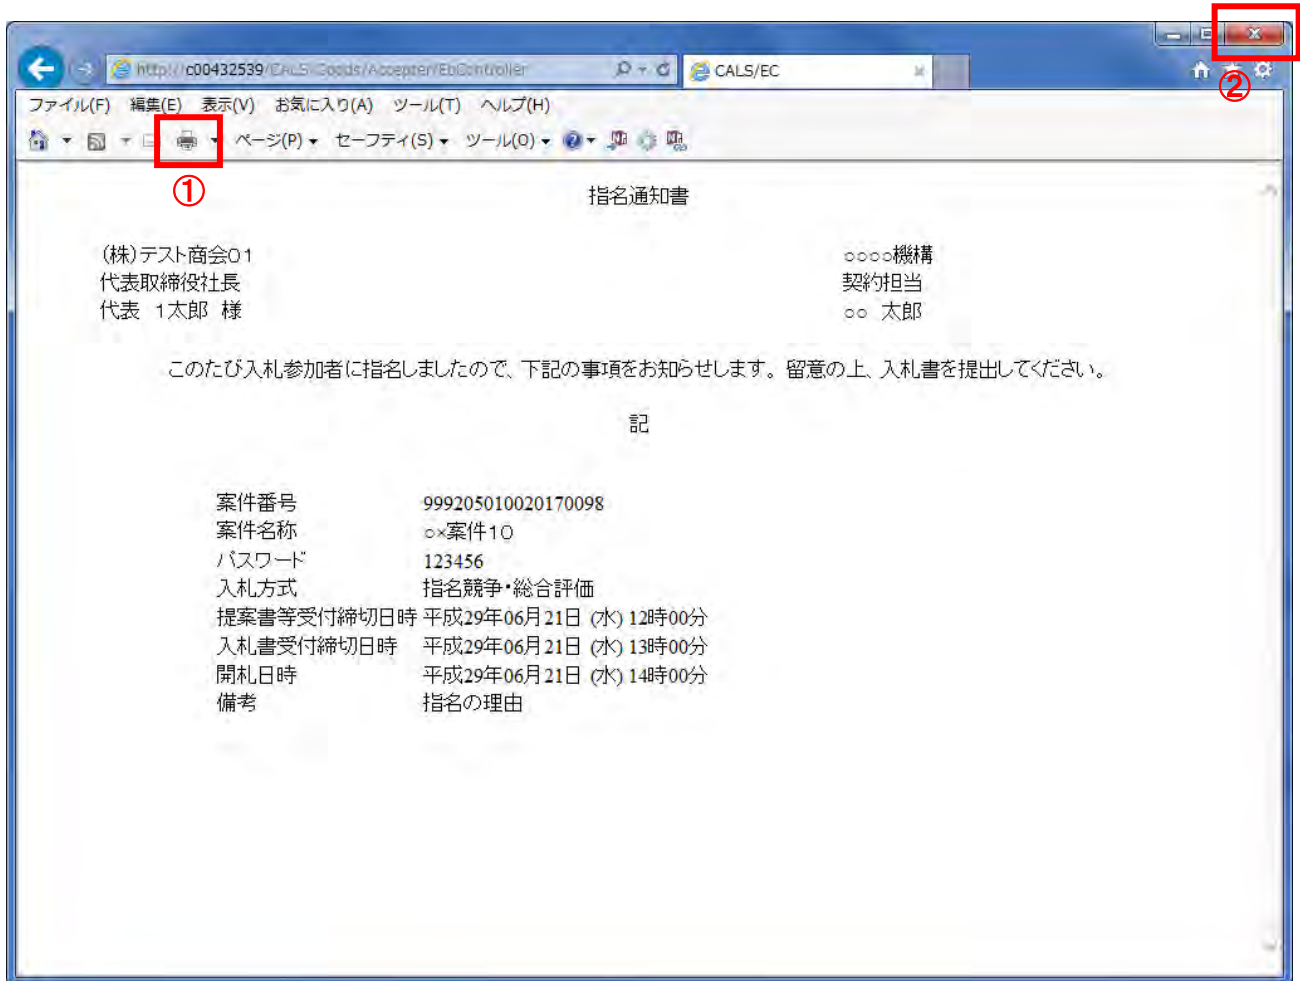 http://c00432539/CALS/Goods/Accepter/EbController
CALS/EC
②
ファイル(F) 編集(E) 表示(V) お気に入り(A) ツール(T) ヘルプ(H)
ページ(P) セーフティ(S) ツール(O)
①
指名通知書
(株)テスト商会01
○○○○機構
代表取締役社長
契約担当
代表 1太郎 様
○○ 太郎
このたび入札参加者に指名しましたので、下記の事項をお知らせします。留意の上、入札書を提出してください。
記
案件番号 999205010020170098
案件名称 ○×案件10
パスワード 123456
入札方式 指名競争・総合評価
提案書等受付締切日時 平成29年06月21日 (水) 12時00分
入札書受付締切日時 平成29年06月21日 (水) 13時00分
開札日時 平成29年06月21日 (水) 14時00分
備考 指名の理由